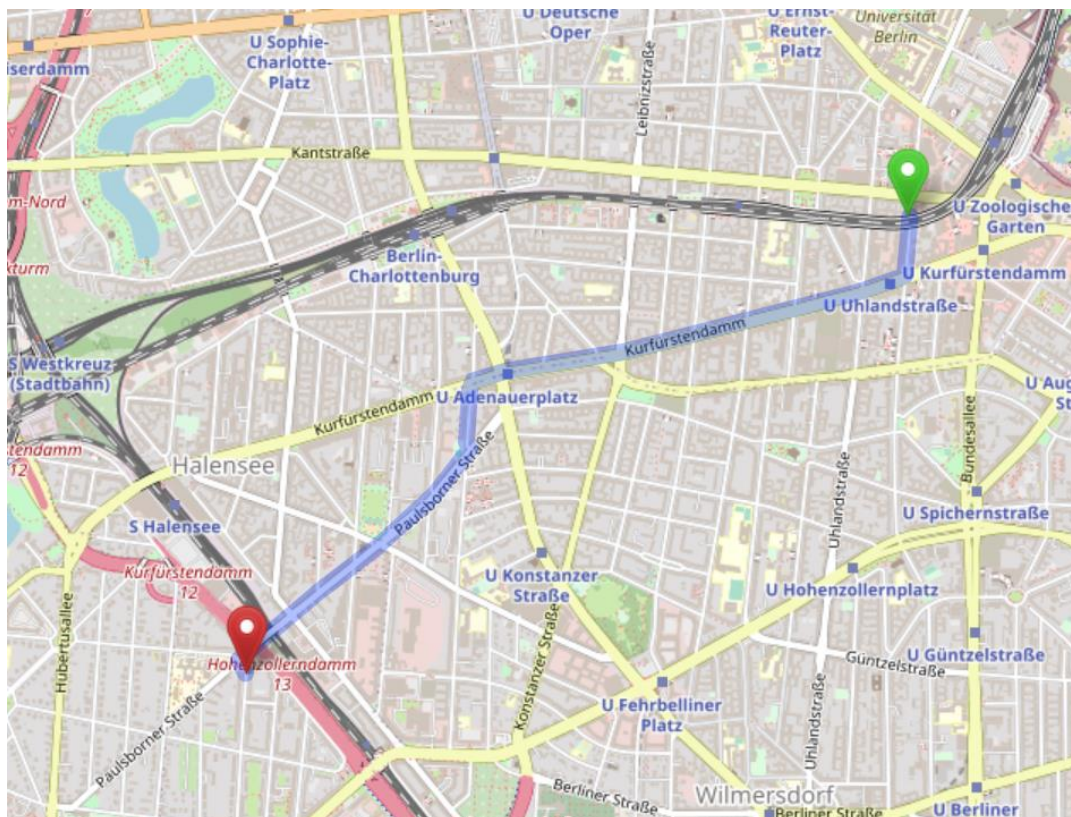 U Deutsche
Oper
U Ernst-
Reuter-
Platz
Universität
Berlin
U Sophie-
Charlotte-
Platz
iserdamm
Leibnizstraße
Kantstraße
m-Nord
U Zoologische
Garten
kturm
Berlin-
Charlottenburg
U Kurfürstendamm
U Uhlandstraße
Kurfürstendamm
S Westkreuz
(Stadtbahn)
U Adenauerplatz
U Aug
St
Kurfürstendamm
stendamm
12
Halensee
Paulsborner Straße
Uhlandstraße
Bundesallee
S Halensee
U Spichernstraße
Kurfürstendamm
12
U Konstanzer
Straße
U Hohenzollernplatz
Hubertusallee
Hohenzollerndamm
13
Konstanzer Straße
Güntzelstraße
U Güntzelstraße
Paulsborner Straße
U Fehrbelliner
Platz
Uhlandstraße
Berliner Straße
Wilmersdorf
Berliner Straße
U Berliner